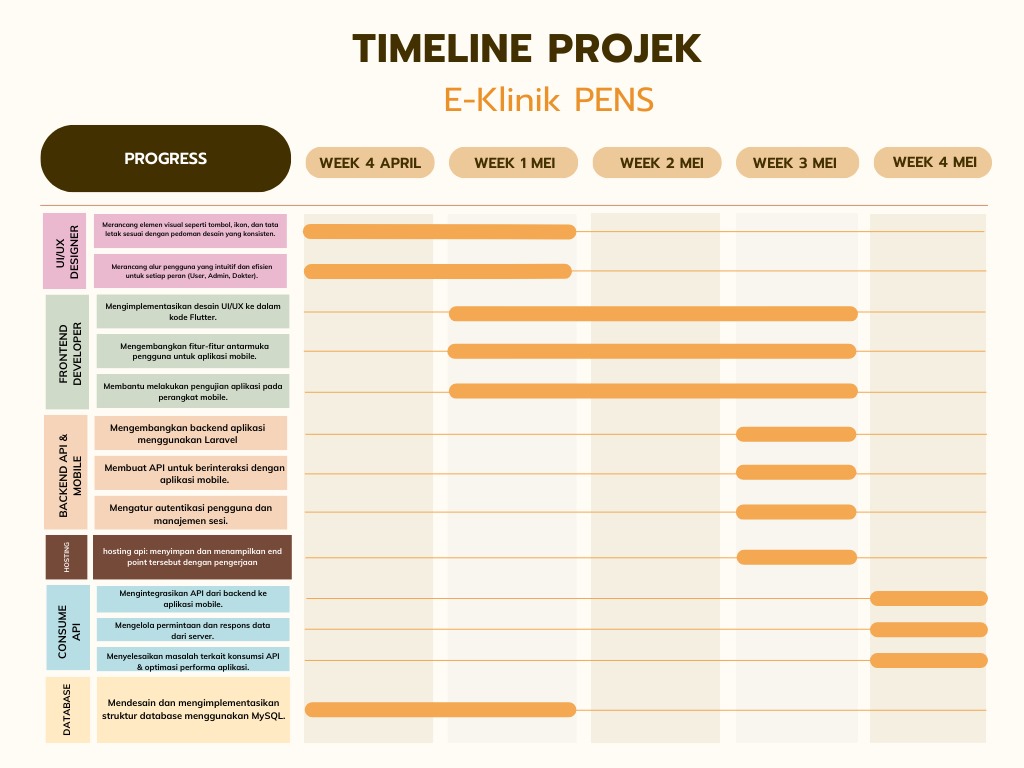 TIMELINE PROJEK
E-Klinik PENS
PROGRESS
WEEK 4 APRIL
WEEK 1 MEI
WEEK 2 MEI
WEEK 3 MEI
WEEK 4 MEI
UI/UX
DESIGNER
Merancang elemen visual seperti tombol, ikon, dan tata
letak sesuai dengan pedoman desain yang konsisten.
Merancang alur pengguna yang intuitif dan efisien
untuk setiap peran (User, Admin, Dokter).
FRONTEND
DEVELOPER
Mengimplementasikan desain UI/UX ke dalam
kode Flutter.
Mengembangkan fitur-fitur antarmuka
pengguna untuk aplikasi mobile.
Membantu melakukan pengujian aplikasi pada
perangkat mobile.
BACKEND API &
MOBILE
Mengembangkan backend aplikasi
menggunakan Laravel
Membuat API untuk berinteraksi dengan
aplikasi mobile.
Mengatur autentikasi pengguna dan
manajemen sesi.
HOSTING
hosting api: menyimpan dan menampilkan end
point tersebut dengan pengerjaan
CONSUME
API
Mengintegrasikan API dari backend ke
aplikasi mobile.
Mengelola permintaan dan respons data
dari server.
Menyelesaikan masalah terkait konsumsi API
& optimasi performa aplikasi.
DATABASE
Mendesain dan mengimplementasikan
struktur database menggunakan MySQL.